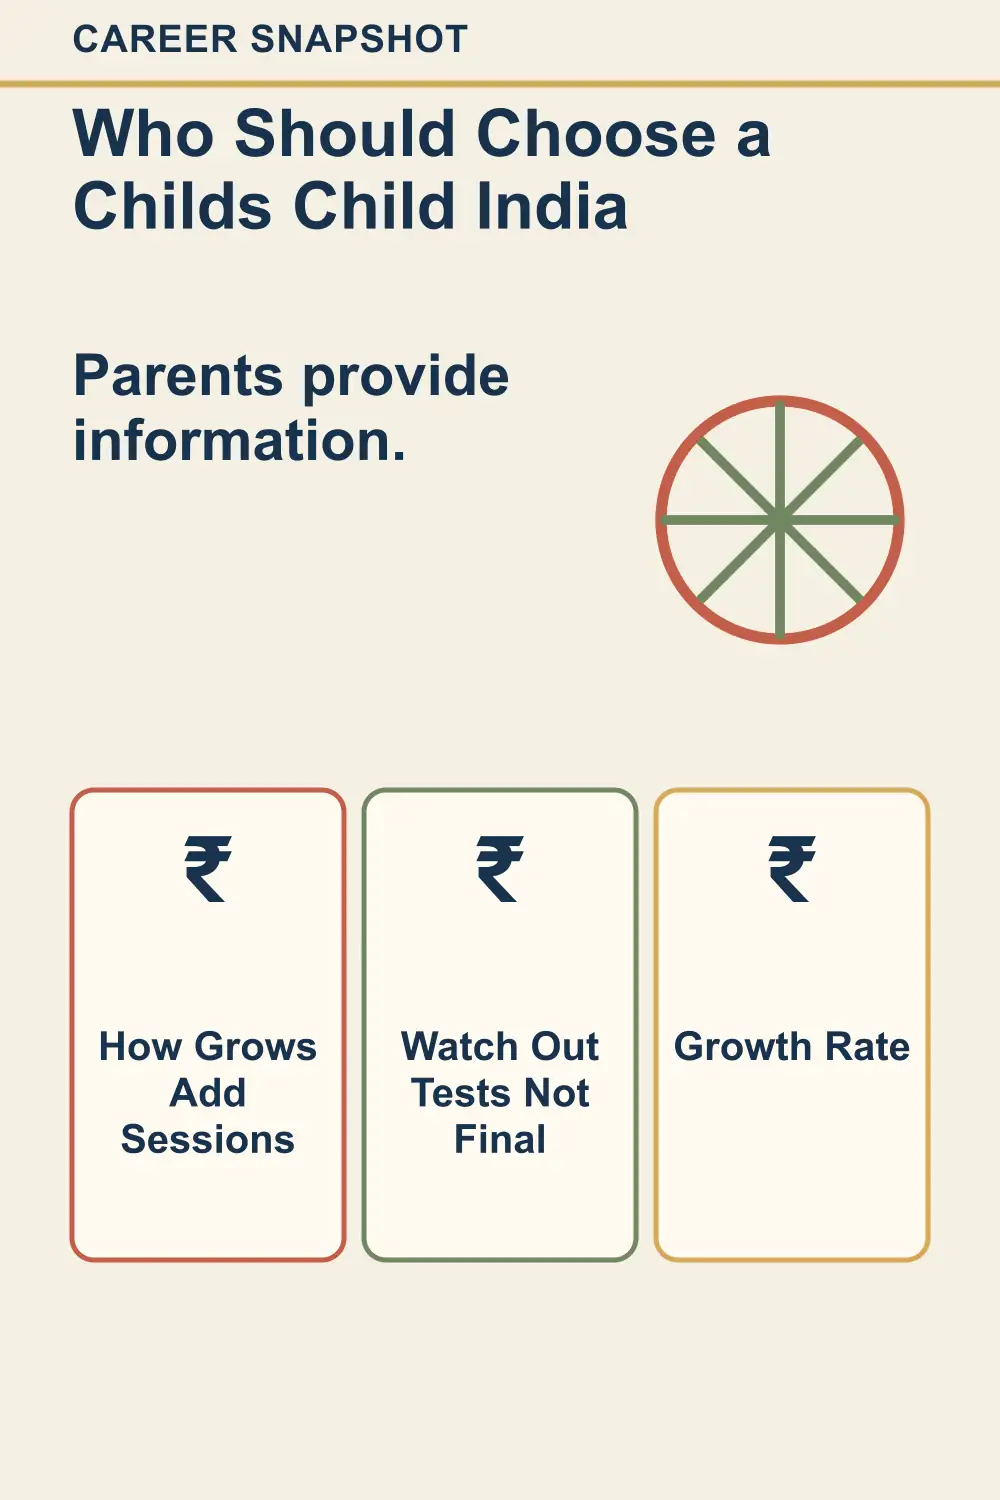 CAREER SNAPSHOT
Who Should Choose a
Childs Child India
Parents provide
information.
₹
How Grows
Add
Sessions
₹
Watch Out
Tests Not
Final
₹
Growth Rate